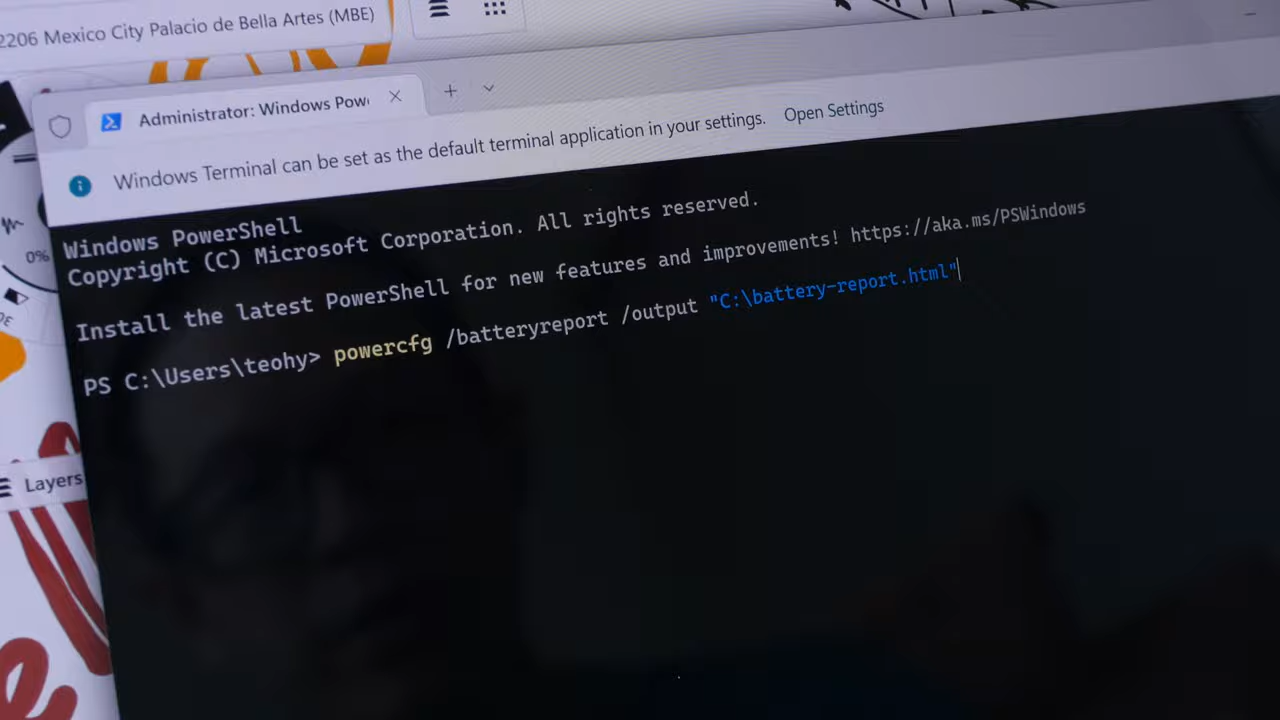 2206 Mexico City Palacio de Bella Artes (MBE)
Administrator: Windows Pow
Windows Terminal can be set as the default terminal application in your settings. Open Settings
Windows PowerShell
Copyright (C) Microsoft Corporation. All rights reserved.
Install the latest PowerShell for new features and improvements! https://aka.ms/PSWindows
PS C:\Users\teohy> powercfg /batteryreport /output "C:\battery-report.html"
0%
Layers